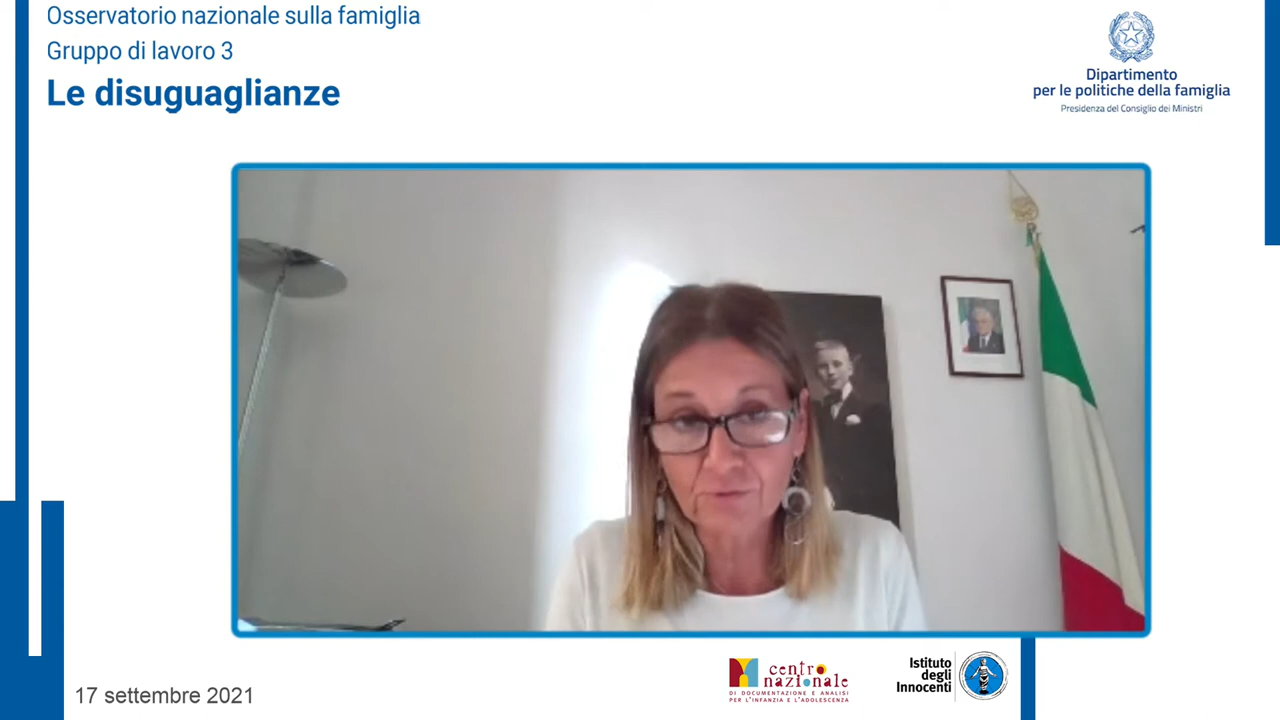 Osservatorio nazionale sulla famiglia
Gruppo di lavoro 3
Le disuguaglianze
Dipartimento
per le politiche della famiglia
Presidenza del Consiglio dei Ministri
centro
nazionale
DI DOCUMENTAZIONE E ANALISI
PER L'INFANZIA E L'ADOLESCENZA
Istituto
degli
Innocenti
17 settembre 2021